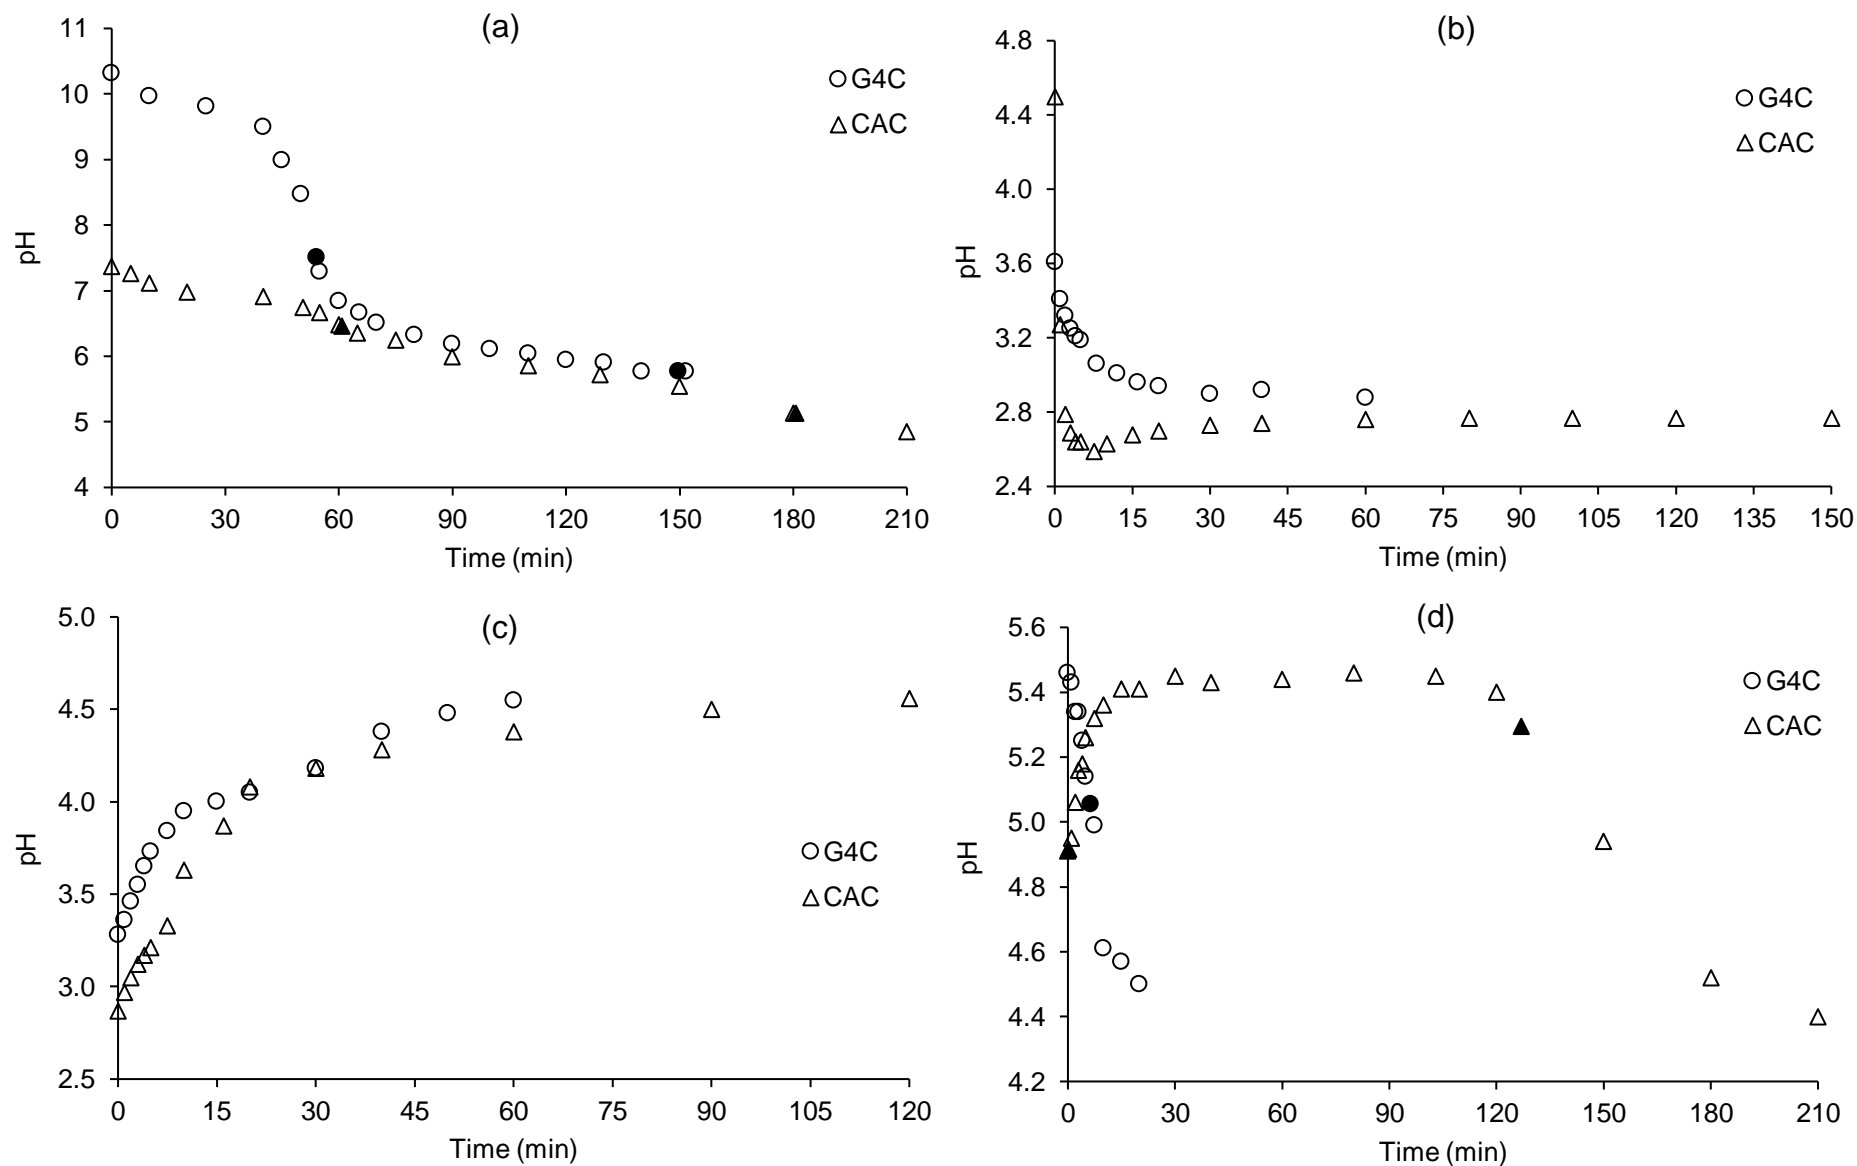 (a)
11
10
9
8
7
6
5
4
pH
0 30 60 90 120 150 180 210
Time (min)
G4C
CAC
(b)
4.8
4.4
4.0
3.6
3.2
2.8
2.4
pH
0 15 30 45 60 75 90 105 120 135 150
Time (min)
G4C
CAC
(c)
5.0
4.5
4.0
3.5
3.0
2.5
pH
0 15 30 45 60 75 90 105 120
Time (min)
G4C
CAC
(d)
5.6
5.4
5.2
5.0
4.8
4.6
4.4
4.2
pH
0 30 60 90 120 150 180 210
Time (min)
G4C
CAC